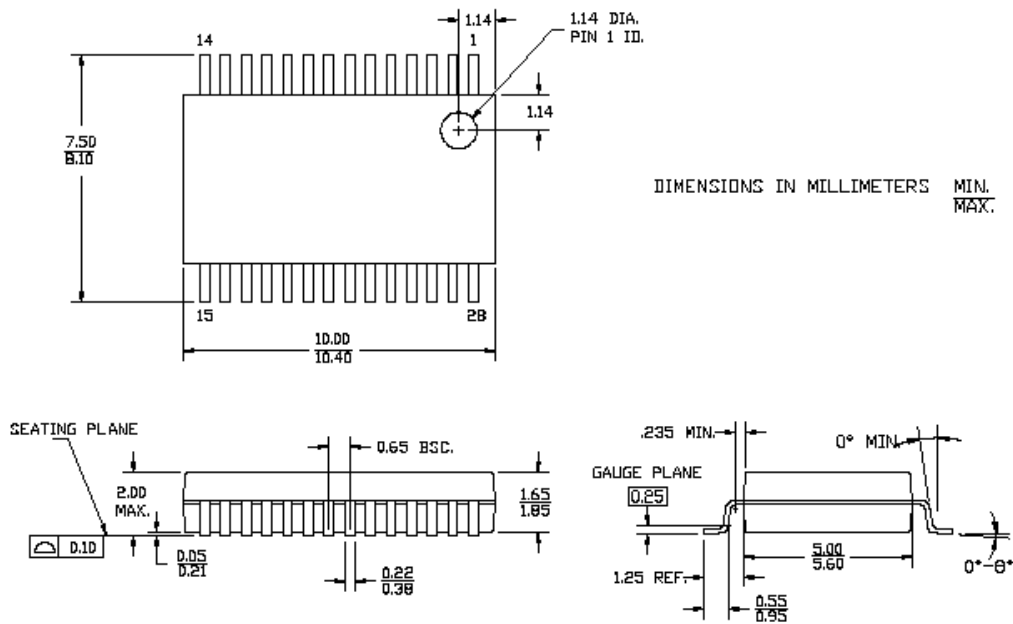 1.14
1.14 DIA.
PIN 1 ID.
14
1
1.14
7.50
8.10
DIMENSIONS IN MILLIMETERS MIN.
MAX.
15
28
10.00
10.40
SEATING PLANE
0.65 BSC.
.235 MIN.
0° MIN.
GAUGE PLANE
0.25
2.00
MAX.
1.65
1.85
0.10
0.05
0.21
0.22
0.38
5.00
5.60
0°-8°
1.25 REF.
0.55
0.95